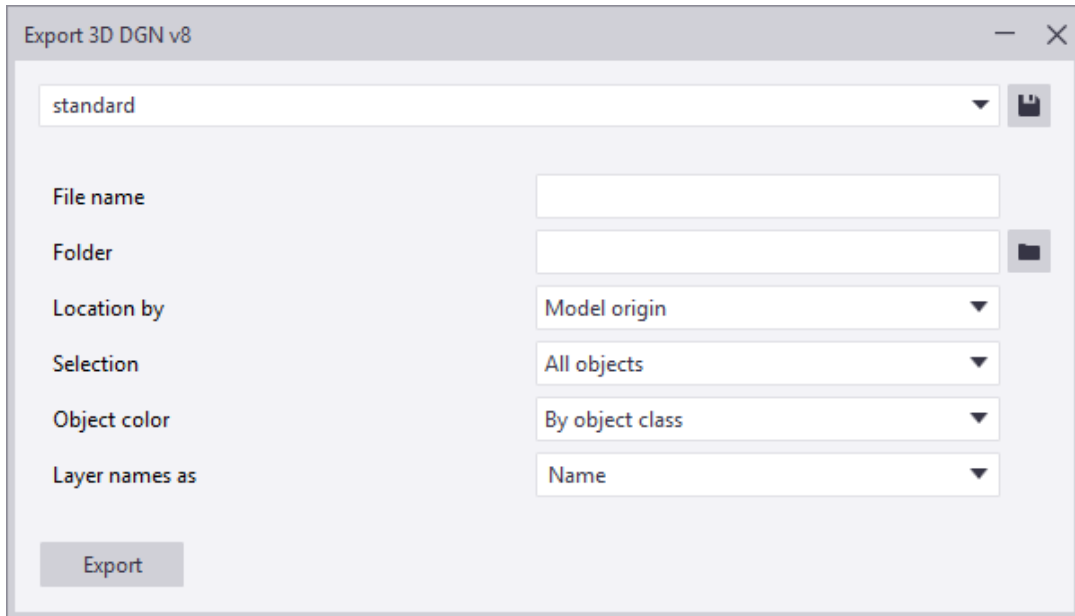 Export 3D DGN v8
standard
File name
Folder
Location by Model origin
Selection All objects
Object color By object class
Layer names as Name
Export